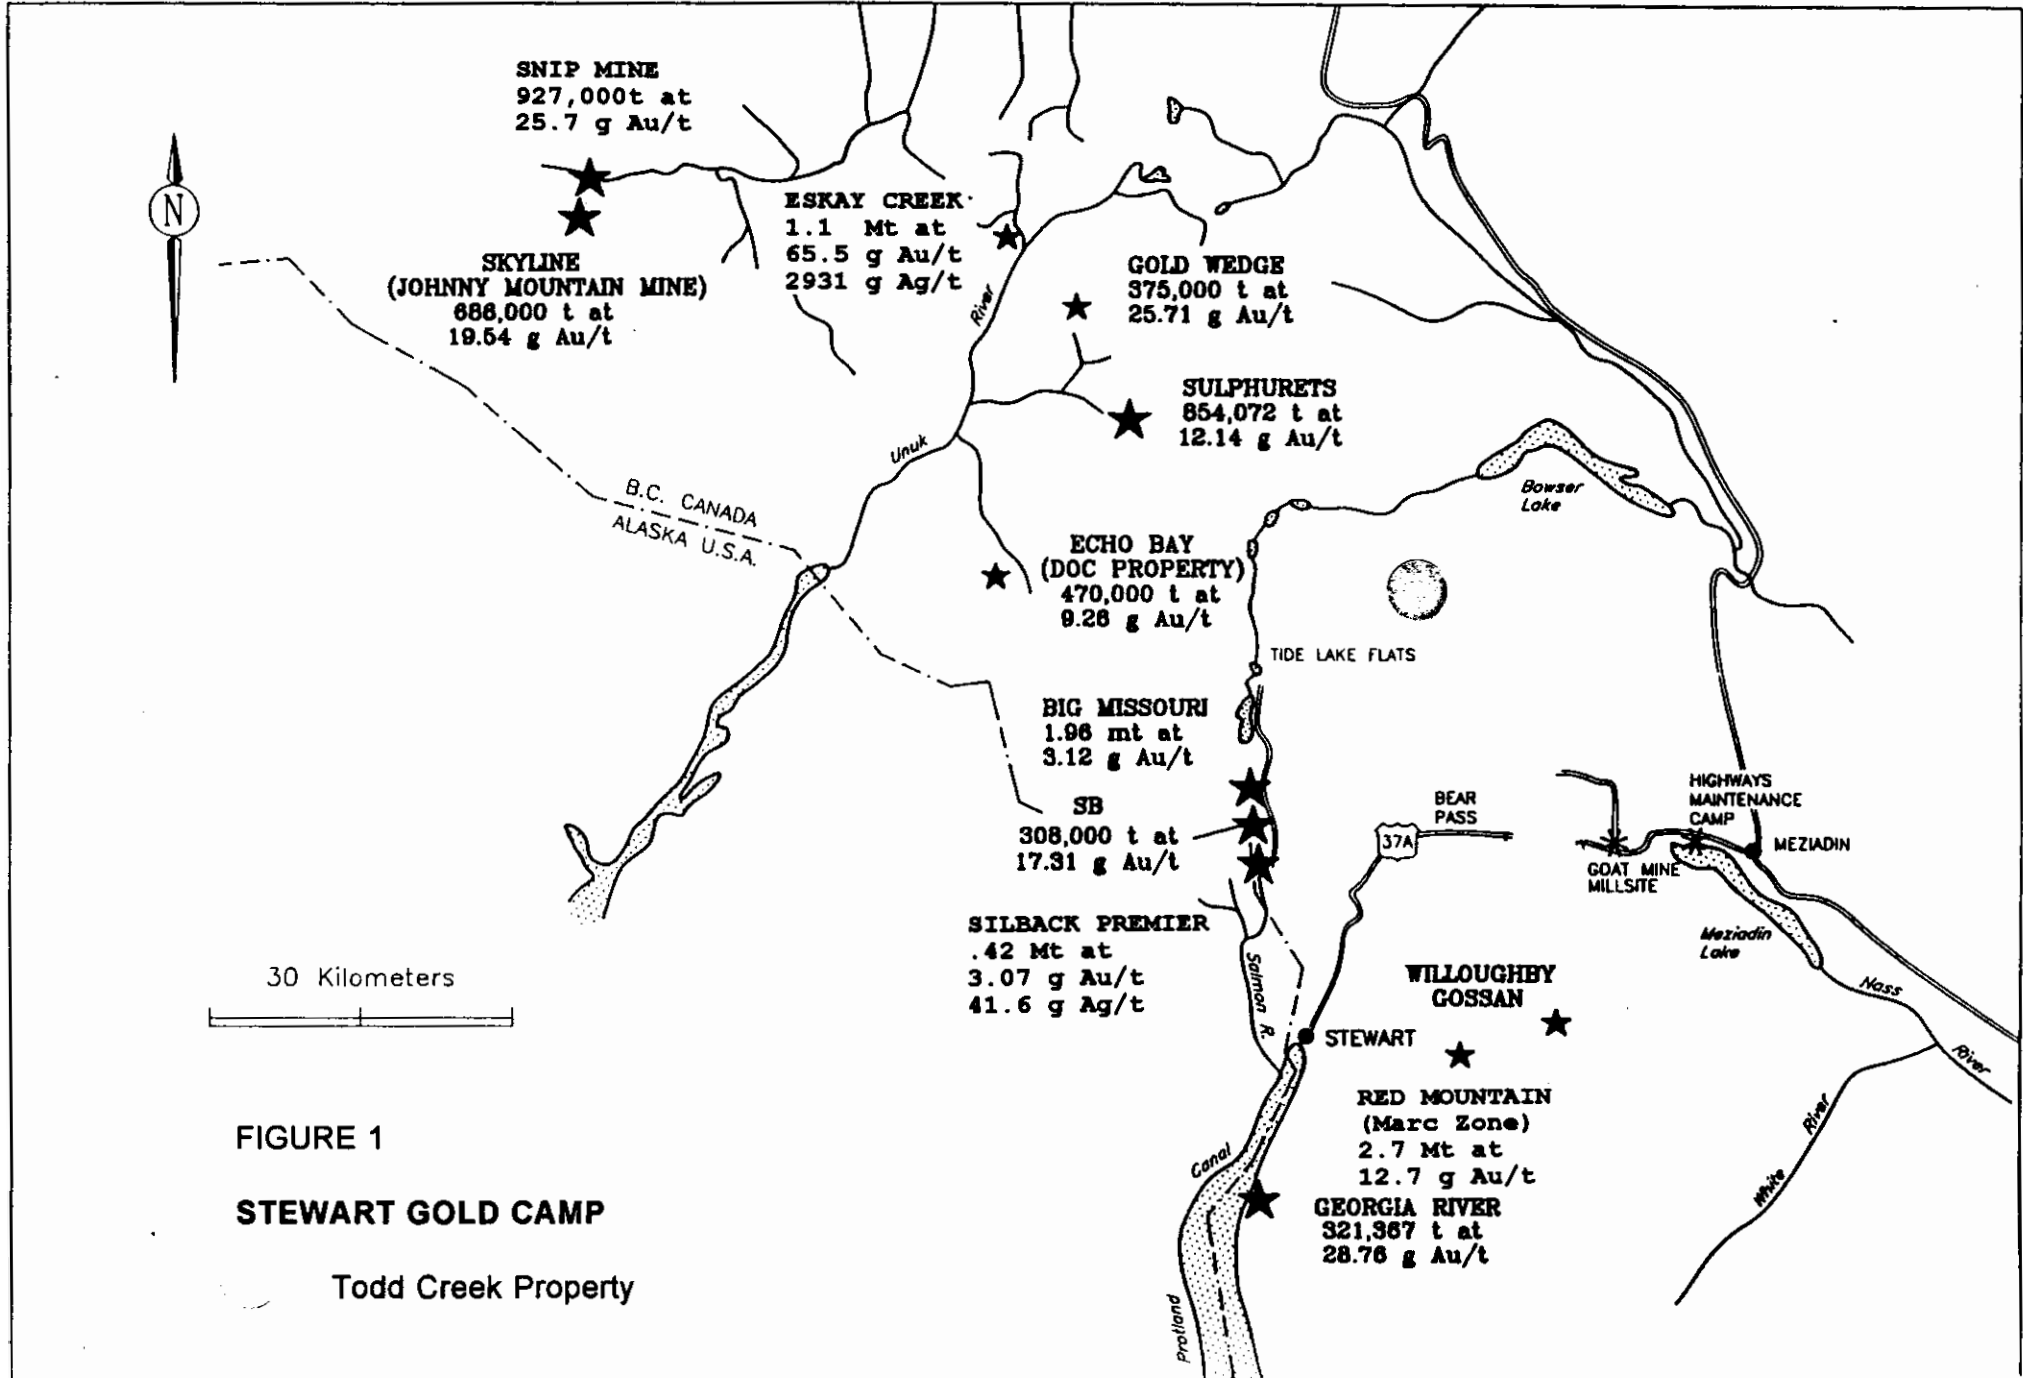 SNIP MINE
927,000t at
25.7 g Au/t
N
ESKAY CREEK
1.1 Mt at
65.5 g Au/t
2931 g Ag/t
SKYLINE
(JOHNNY MOUNTAIN MINE)
686,000 t at
19.54 g Au/t
River
GOLD WEDGE
375,000 t at
25.71 g Au/t
SULPHURETS
854,072 t at
12.14 g Au/t
Unuk
Bowser
Lake
B.C. CANADA
ALASKA U.S.A.
ECHO BAY
(DOC PROPERTY)
470,000 t at
9.26 g Au/t
TIDE LAKE FLATS
BIG MISSOURI
1.96 mt at
3.12 g Au/t
SB
308,000 t at
17.31 g Au/t
BEAR
PASS
37A
HIGHWAYS
MAINTENANCE
CAMP
MEZIADIN
GOAT MINE
MILLSITE
SILBACK PREMIER
.42 Mt at
3.07 g Au/t
41.6 g Ag/t
Salmon R.
Meziadin
Lake
Nass
River
WILLOUGHBY
GOSSAN
30 Kilometers
STEWART
RED MOUNTAIN
(Marc Zone)
2.7 Mt at
12.7 g Au/t
River
White
GEORGIA RIVER
321,367 t at
28.76 g Au/t
Canal
Protland
FIGURE 1
STEWART GOLD CAMP
Todd Creek Property